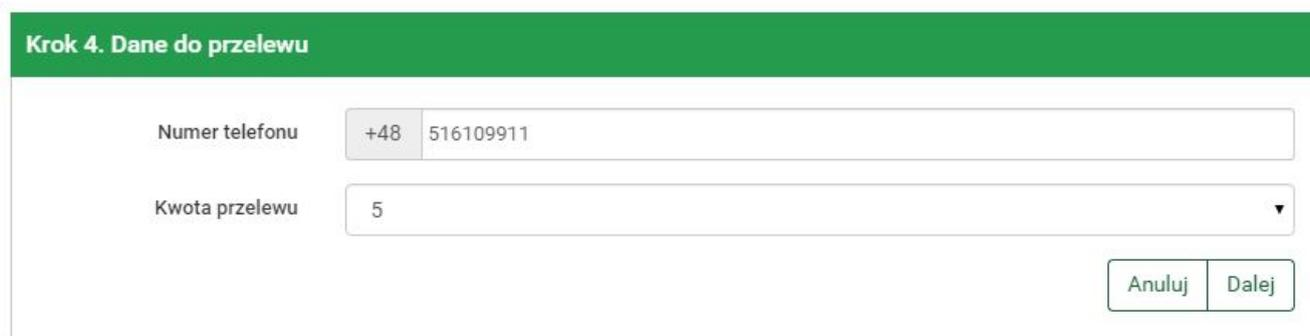 Krok 4. Dane do przelewu
Numer telefonu +48 516109911
Kwota przelewu 5
Anuluj Dalej